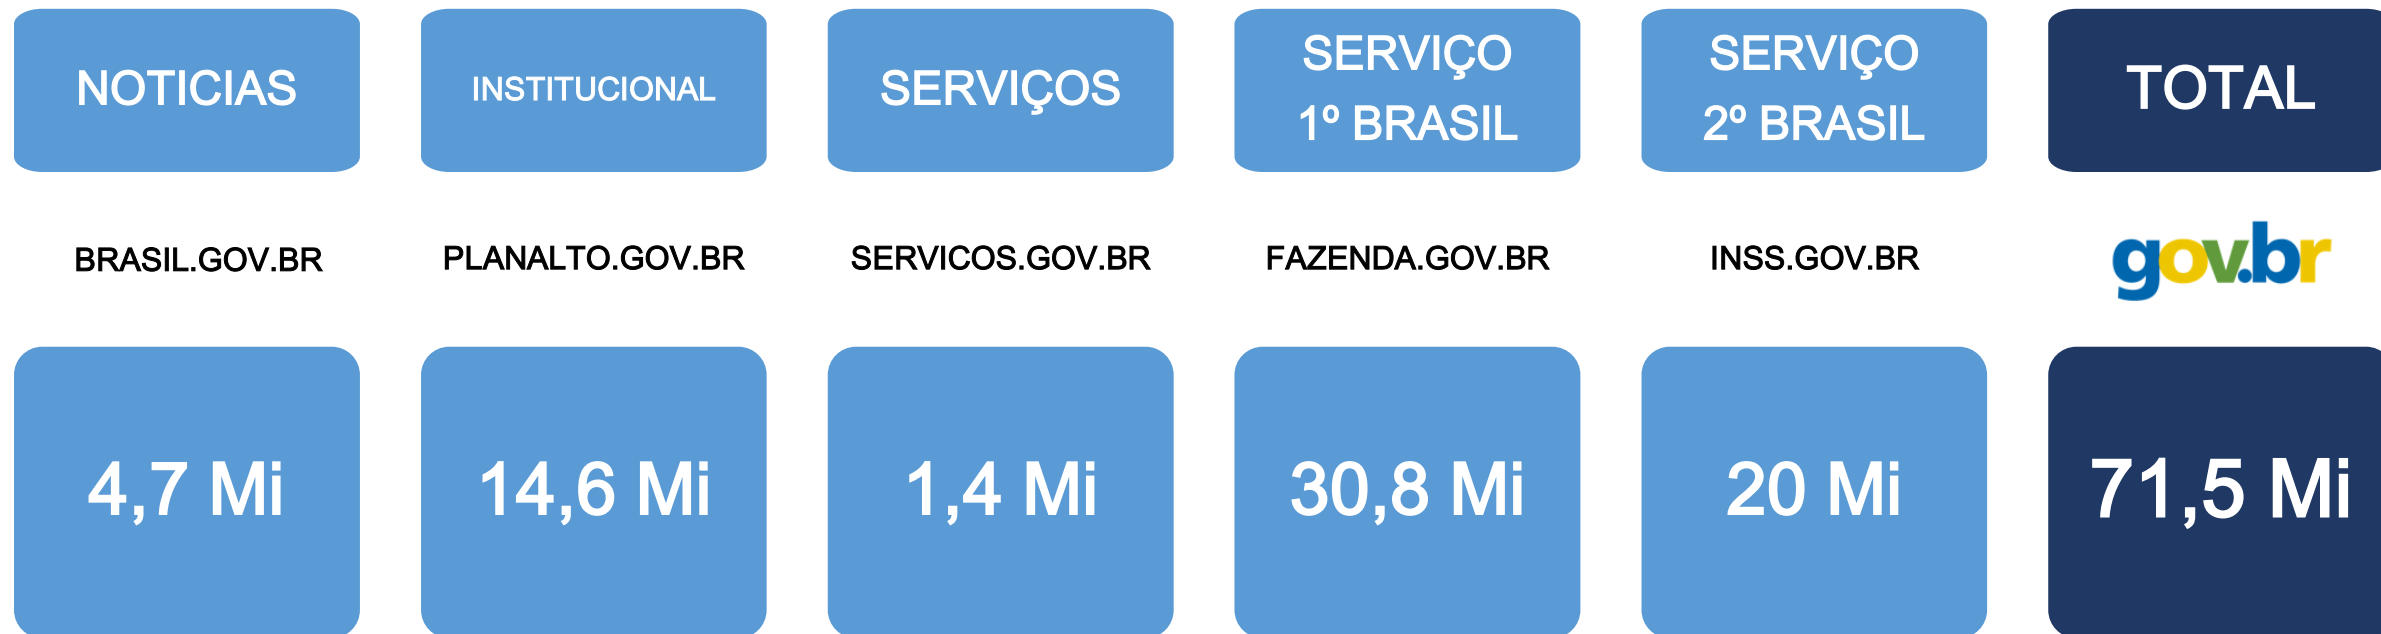 NOTICIAS
INSTITUCIONAL
SERVIÇOS
SERVIÇO
1º BRASIL
SERVIÇO
2º BRASIL
TOTAL
BRASIL.GOV.BR
PLANALTO.GOV.BR
SERVICOS.GOV.BR
FAZENDA.GOV.BR
INSS.GOV.BR
gov.br
4,7 Mi
14,6 Mi
1,4 Mi
30,8 Mi
20 Mi
71,5 Mi